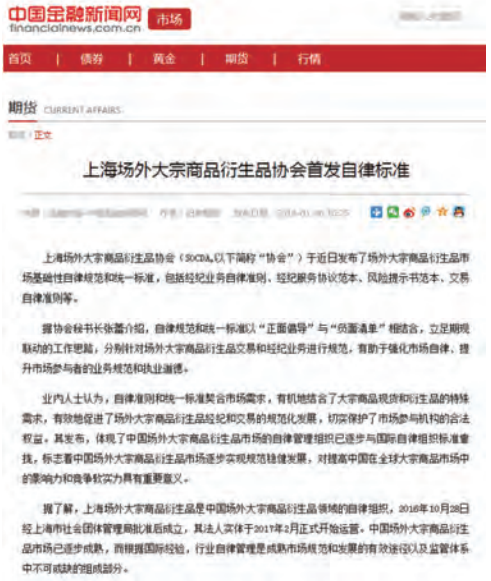 中国金融新闻网
financialnews.com.cn
市场
首页 | 债券 | 黄金 | 期货 | 行情
期货 CURRENT AFFAIRS
正文
上海场外大宗商品衍生品协会首发自律标准
上海场外大宗商品衍生品协会（SOCDA,以下简称“协会”）于近日发布了场外大宗商品衍生品市
场基础性自律规范和统一标准，包括经纪业务自律准则、经纪服务协议范本、风险提示书范本、交易
自律准则等。
据协会秘书长张蕾介绍，自律规范和统一标准以“正面倡导”与“负面清单”相结合，立足期现
联动的工作思路，分别针对场外大宗商品衍生品交易和经纪业务进行规范，有助于强化市场自律、提
升市场参与者的业务规范和执业道德。
业内人士认为，自律准则和统一标准契合市场需求，有机地结合了大宗商品现货和衍生品的特殊
需求，有效地促进了场外大宗商品衍生品经纪和交易的规范化发展，切实保护了市场参与机构的合法
权益。其发布，体现了中国场外大宗商品衍生品市场的自律管理组织已逐步与国际自律组织标准看
找，标志着中国场外大宗商品衍生品市场逐步实现规范稳健发展，对提高中国在全球大宗商品市场中
的影响力和竞争软实力具有重要意义。
据了解，上海场外大宗商品衍生品是中国场外大宗商品衍生品领域的自律组织，2016年10月28日
经上海市社会团体管理局批准后成立，其法人实体于2017年2月正式开始运营。中国场外大宗商品衍生
品市场已逐步成熟，而根据国际经验，行业自律管理是成熟市场规范和发展的有效途径以及监管体系
中不可或缺的组成部分。